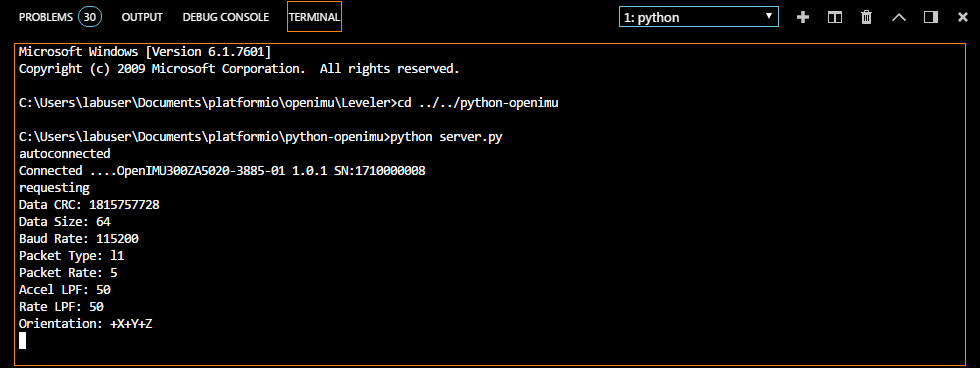 PROBLEMS 30 OUTPUT DEBUG CONSOLE TERMINAL 1: python
Microsoft Windows [Version 6.1.7601]
Copyright (c) 2009 Microsoft Corporation.  All rights reserved.
C:\Users\labuser\Documents\platformio\openimu\Leveler>cd ../../python-openimu
C:\Users\labuser\Documents\platformio\python-openimu>python server.py
autoconnected
Connected ....OpenIMU300ZA5020-3885-01 1.0.1 SN:1710000008
requesting
Data CRC: 1815757728
Data Size: 64
Baud Rate: 115200
Packet Type: l1
Packet Rate: 5
Accel LPF: 50
Rate LPF: 50
Orientation: +X+Y+Z